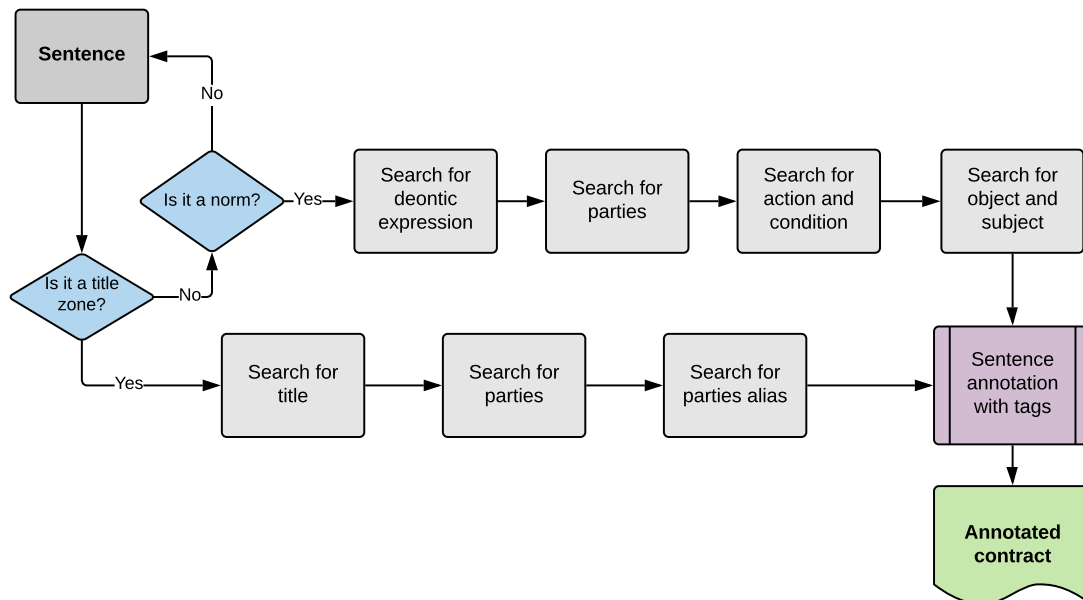 Sentence
No
Is it a norm?
Yes
Search for
deontic
expression
Search for
parties
Search for
action and
condition
Search for
object and
subject
Is it a title
zone?
No
Yes
Search for
title
Search for
parties
Search for
parties alias
Sentence
annotation
with tags
Annotated
contract